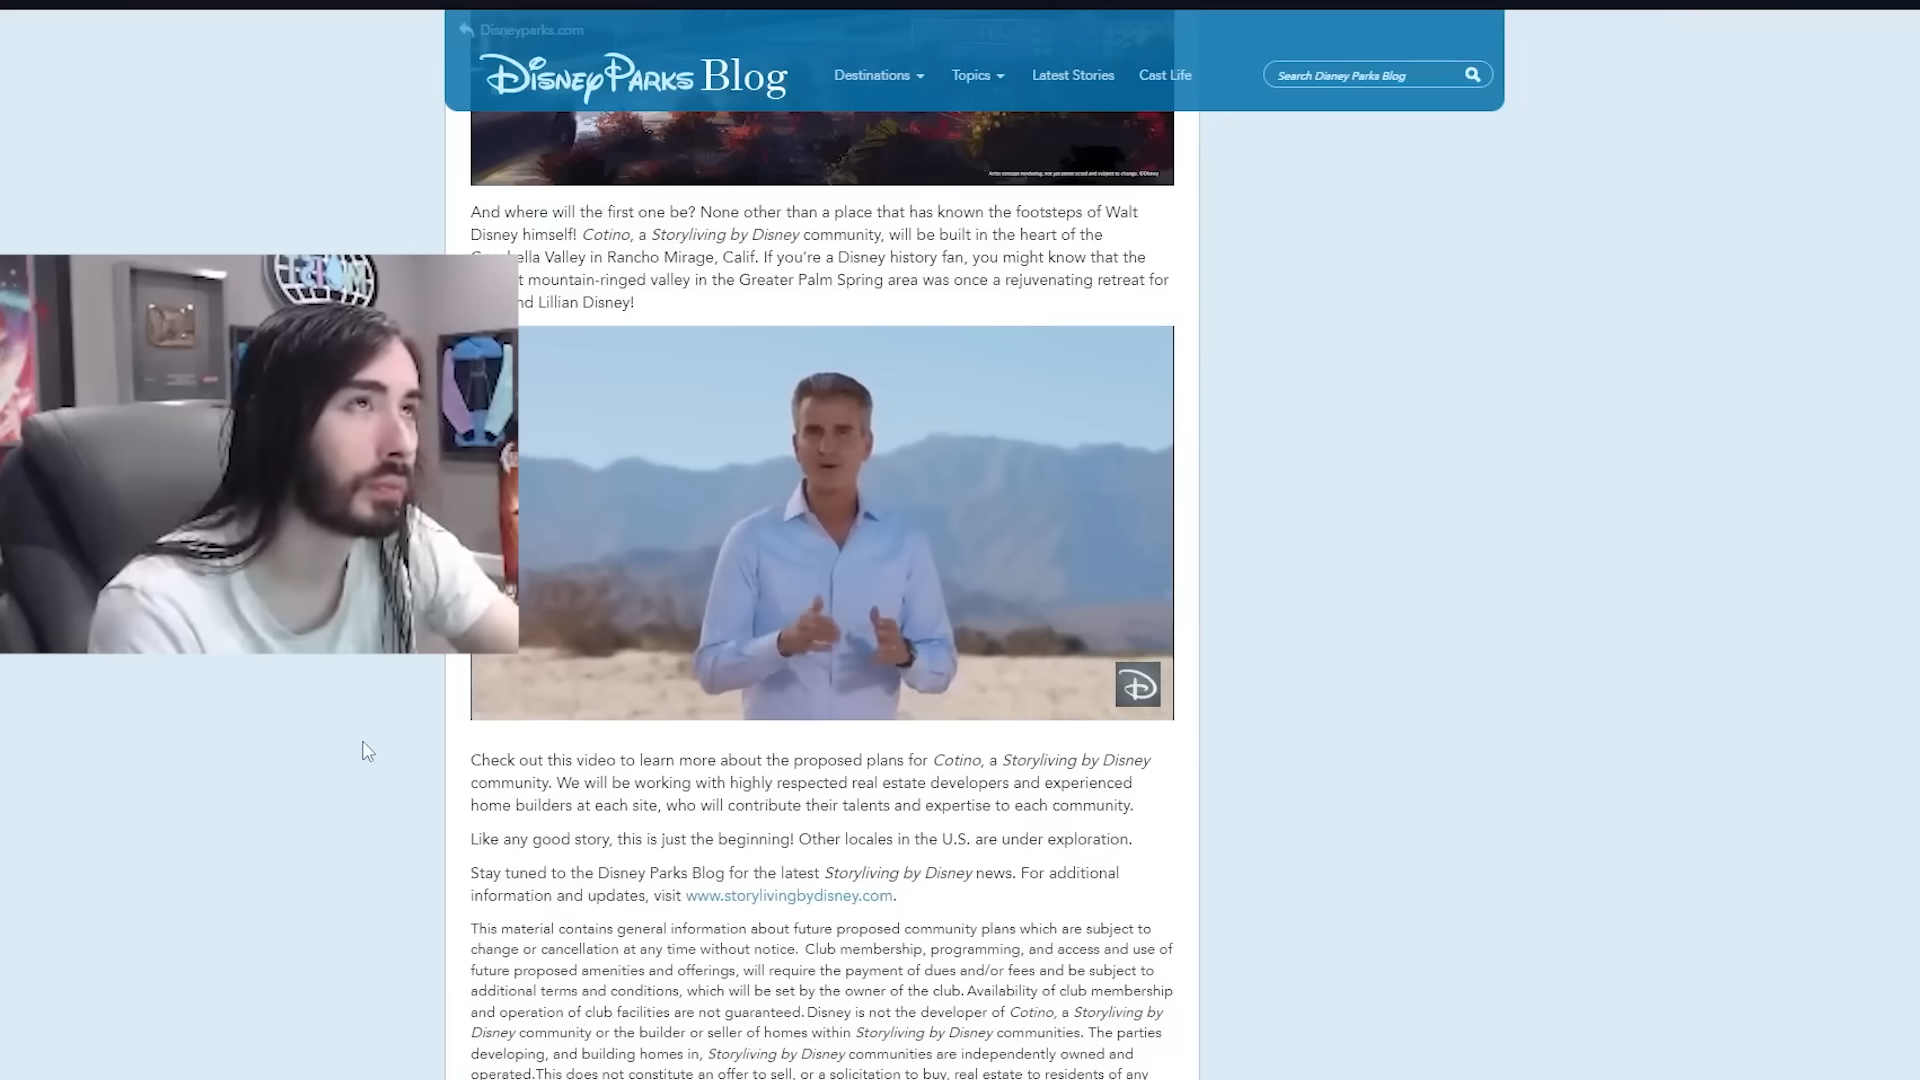 Disneyparks.com
Disney Parks Blog
Destinations
Topics
Latest Stories
Cast Life
Search Disney Parks Blog
Artist concept rendering, not yet constructed and subject to change. ©Disney
And where will the first one be? None other than a place that has known the footsteps of Walt
Disney himself! Cotino, a Storyliving by Disney community, will be built in the heart of the
ella Valley in Rancho Mirage, Calif. If you're a Disney history fan, you might know that the
t mountain-ringed valley in the Greater Palm Spring area was once a rejuvenating retreat for
nd Lillian Disney!
MOIST
D
Check out this video to learn more about the proposed plans for Cotino, a Storyliving by Disney
community. We will be working with highly respected real estate developers and experienced
home builders at each site, who will contribute their talents and expertise to each community.
Like any good story, this is just the beginning! Other locales in the U.S. are under exploration.
Stay tuned to the Disney Parks Blog for the latest Storyliving by Disney news. For additional
information and updates, visit www.storylivingbydisney.com.
This material contains general information about future proposed community plans which are subject to
change or cancellation at any time without notice. Club membership, programming, and access and use of
future proposed amenities and offerings, will require the payment of dues and/or fees and be subject to
additional terms and conditions, which will be set by the owner of the club. Availability of club membership
and operation of club facilities are not guaranteed. Disney is not the developer of Cotino, a Storyliving by
Disney community or the builder or seller of homes within Storyliving by Disney communities. The parties
developing, and building homes in, Storyliving by Disney communities are independently owned and
operated.This does not constitute an offer to sell, or a solicitation to buy, real estate to residents of any